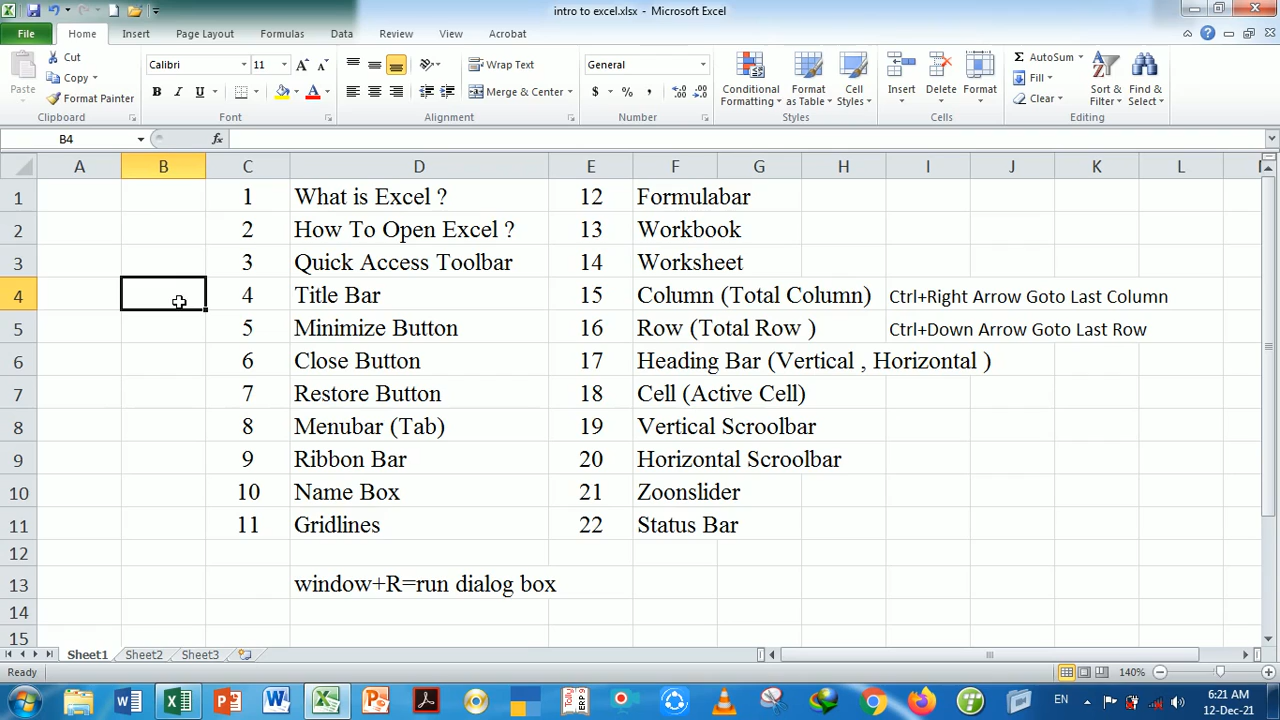 intro to excel.xlsx - Microsoft Excel
File Home Insert Page Layout Formulas Data Review View Acrobat
Paste
Cut
Copy
Format Painter
Clipboard
Calibri 11
B I U
Font
Wrap Text
Merge & Center
Alignment
General
$ % ,
Number
Conditional Formatting
Format as Table
Cell Styles
Styles
Insert Delete Format
Cells
Σ AutoSum
Fill
Clear
Sort & Filter
Find & Select
Editing
B4 fx
A B C D E F G H I J K L
1 1 What is Excel ? 12 Formulabar
2 2 How To Open Excel ? 13 Workbook
3 3 Quick Access Toolbar 14 Worksheet
4 4 Title Bar 15 Column (Total Column) Ctrl+Right Arrow Goto Last Column
5 5 Minimize Button 16 Row (Total Row ) Ctrl+Down Arrow Goto Last Row
6 6 Close Button 17 Heading Bar (Vertical , Horizontal )
7 7 Restore Button 18 Cell (Active Cell)
8 8 Menubar (Tab) 19 Vertical Scroolbar
9 9 Ribbon Bar 20 Horizontal Scroolbar
10 10 Name Box 21 Zoonslider
11 11 Gridlines 22 Status Bar
12
13 window+R=run dialog box
14
15
Sheet1 Sheet2 Sheet3
Ready 140%
EN 6:21 AM
12-Dec-21